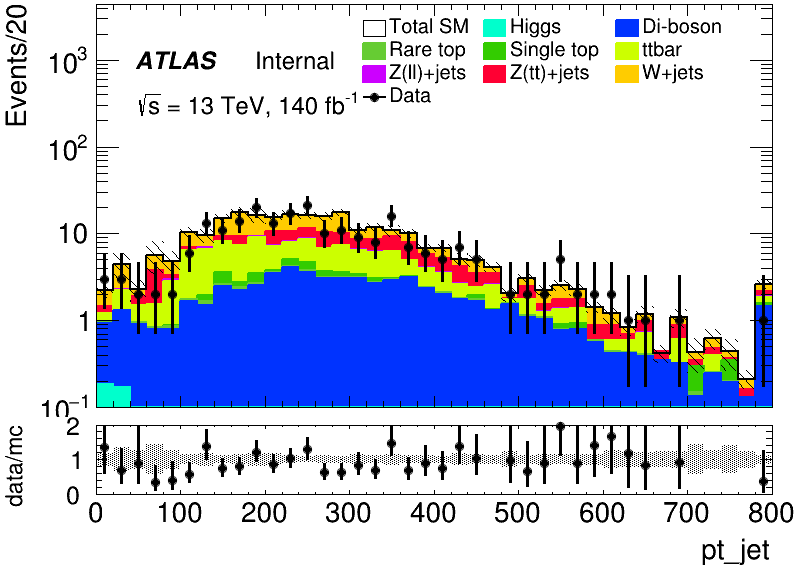 Events/20
10³
10²
10
1
10⁻¹
ATLAS Internal
√s = 13 TeV, 140 fb⁻¹
Total SM Higgs Di-boson
Rare top Single top ttbar
Z(ll)+jets Z(tt)+jets W+jets
Data
data/mc
2
1
0
0 100 200 300 400 500 600 700 800
pt_jet